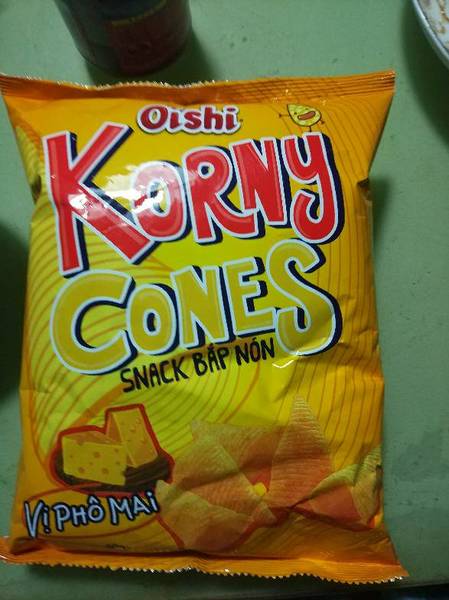 Oishi
KORNY
CONES
SNACK BẮP NÓN
VỊ PHÔ MAI